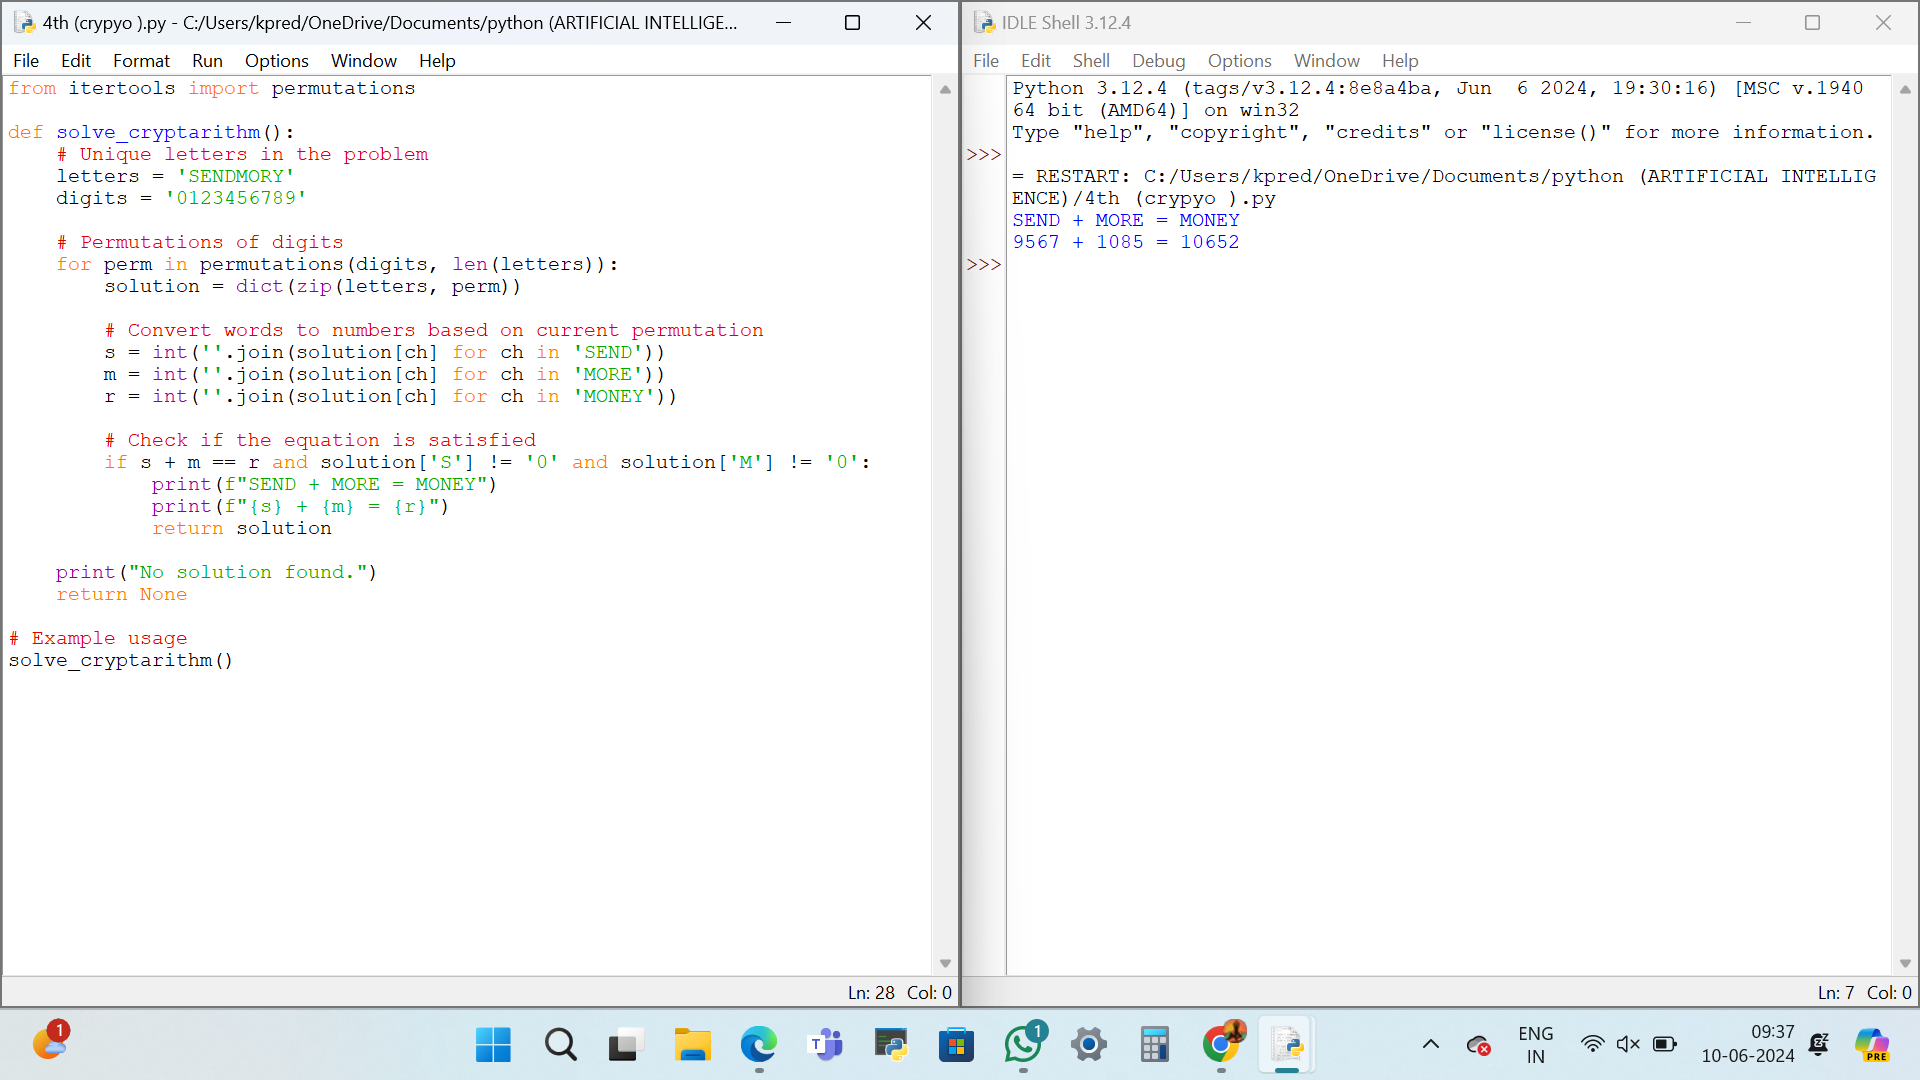 4th (crypyo ).py - C:/Users/kpred/OneDrive/Documents/python (ARTIFICIAL INTELLIGE...
File Edit Format Run Options Window Help
from itertools import permutations
def solve_cryptarithm():
    # Unique letters in the problem
    letters = 'SENDMORY'
    digits = '0123456789'
    # Permutations of digits
    for perm in permutations(digits, len(letters)):
        solution = dict(zip(letters, perm))
        # Convert words to numbers based on current permutation
        s = int(''.join(solution[ch] for ch in 'SEND'))
        m = int(''.join(solution[ch] for ch in 'MORE'))
        r = int(''.join(solution[ch] for ch in 'MONEY'))
        # Check if the equation is satisfied
        if s + m == r and solution['S'] != '0' and solution['M'] != '0':
            print(f"SEND + MORE = MONEY")
            print(f"{s} + {m} = {r}")
            return solution
    print("No solution found.")
    return None
# Example usage
solve_cryptarithm()
Ln: 28 Col: 0
IDLE Shell 3.12.4
File Edit Shell Debug Options Window Help
Python 3.12.4 (tags/v3.12.4:8e8a4ba, Jun  6 2024, 19:30:16) [MSC v.1940
64 bit (AMD64)] on win32
Type "help", "copyright", "credits" or "license()" for more information.
>>>
= RESTART: C:/Users/kpred/OneDrive/Documents/python (ARTIFICIAL INTELLIG
ENCE)/4th (crypyo ).py
SEND + MORE = MONEY
9567 + 1085 = 10652
>>>
Ln: 7 Col: 0
1
T
1
PRE
ENG
IN
09:37
10-06-2024